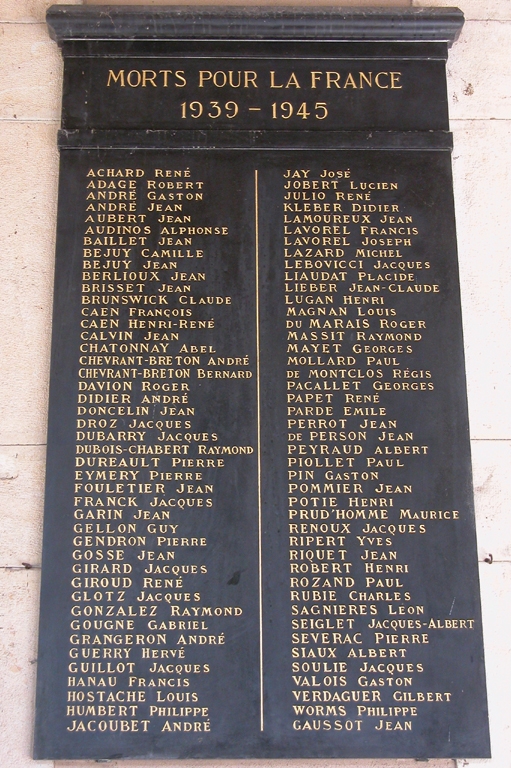 MORTS POUR LA FRANCE
1939 - 1945
ACHARD RENÉ
ADAGE ROBERT
ANDRÉ GASTON
ANDRÉ JEAN
AUBERT JEAN
AUDINOS ALPHONSE
BAILLET JEAN
BEJUY CAMILLE
BEJUY JEAN
BERLIOUX JEAN
BRISSET JEAN
BRUNSWICK CLAUDE
CAEN FRANÇOIS
CAEN HENRI-RENÉ
CALVIN JEAN
CHATONNAY ABEL
CHEVRANT-BRETON ANDRÉ
CHEVRANT-BRETON BERNARD
DAVION ROGER
DIDIER ANDRÉ
DONCELIN JEAN
DROZ JACQUES
DUBARRY JACQUES
DUBOIS-CHABERT RAYMOND
DUREAULT PIERRE
EYMERY PIERRE
FOULETIER JEAN
FRANCK JACQUES
GARIN JEAN
GELLON GUY
GENDRON PIERRE
GOSSE JEAN
GIRARD JACQUES
GIROUD RENÉ
GLOTZ JACQUES
GONZALEZ RAYMOND
GOUGNE GABRIEL
GRANGERON ANDRÉ
GUERRY HERVÉ
GUILLOT JACQUES
HANAU FRANCIS
HOSTACHE LOUIS
HUMBERT PHILIPPE
JACOUBET ANDRÉ
JAY JOSÉ
JOBERT LUCIEN
JULIO RENÉ
KLEBER DIDIER
LAMOUREUX JEAN
LAVOREL FRANCIS
LAVOREL JOSEPH
LAZARD MICHEL
LEBOVICCI JACQUES
LIAUDAT PLACIDE
LIEBER JEAN-CLAUDE
LUGAN HENRI
MAGNAN LOUIS
DU MARAIS ROGER
MASSIT RAYMOND
MAYET GEORGES
MOLLARD PAUL
DE MONTCLOS RÉGIS
PACALLET GEORGES
PAPET RENÉ
PARDE EMILE
PERROT JEAN
DE PERSON JEAN
PEYRAUD ALBERT
PIOLLET PAUL
PIN GASTON
POMMIER JEAN
POTIE HENRI
PRUD'HOMME MAURICE
RENOUX JACQUES
RIPERT YVES
RIQUET JEAN
ROBERT HENRI
ROZAND PAUL
RUBIE CHARLES
SAGNIERES LÉON
SEIGLET JACQUES-ALBERT
SEVERAC PIERRE
SIAUX ALBERT
SOULIE JACQUES
VALOIS GASTON
VERDAGUER GILBERT
WORMS PHILIPPE
GAUSSOT JEAN